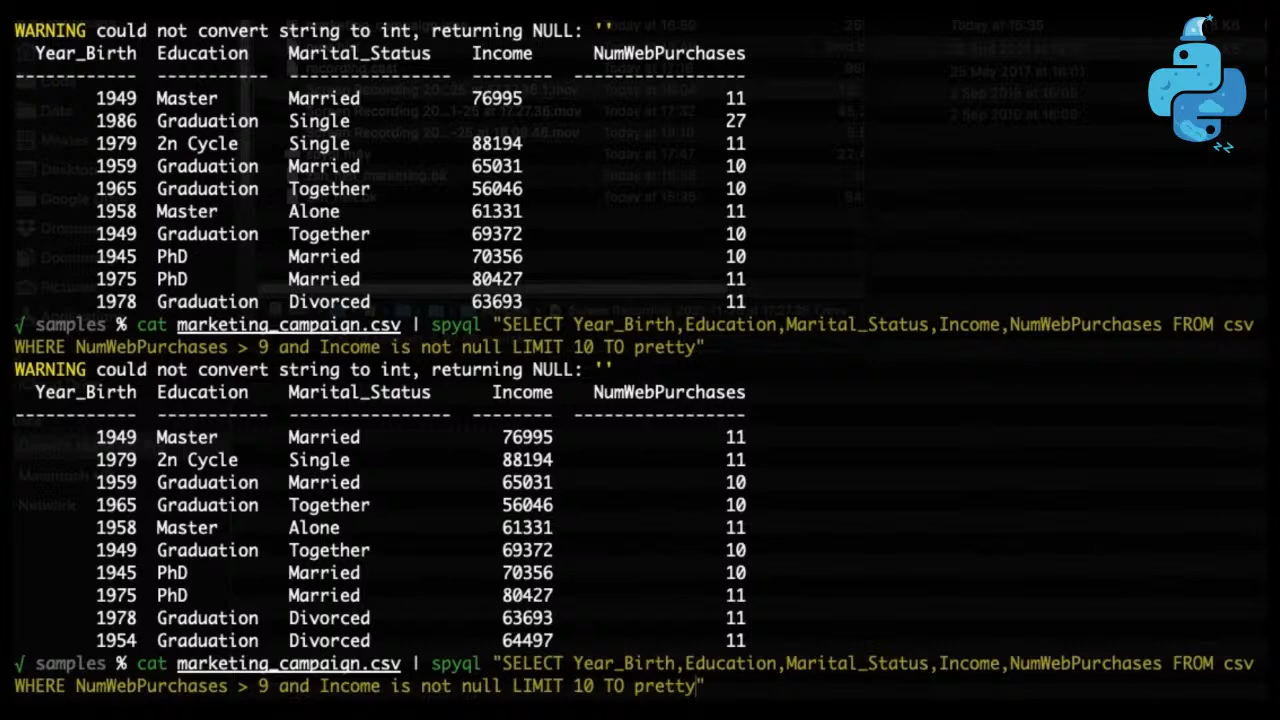 WARNING could not convert string to int, returning NULL: ''
Year_Birth Education Marital_Status Income NumWebPurchases
---------- ----------- ---------------- -------- -----------------
1949 Master Married 76995 11
1986 Graduation Single 27
1979 2n Cycle Single 88194 11
1959 Graduation Married 65031 10
1965 Graduation Together 56046 10
1958 Master Alone 61331 11
1949 Graduation Together 69372 10
1945 PhD Married 70356 10
1975 PhD Married 80427 11
1978 Graduation Divorced 63693 11
√ samples % cat marketing_campaign.csv | spyql "SELECT Year_Birth,Education,Marital_Status,Income,NumWebPurchases FROM csv
WHERE NumWebPurchases > 9 and Income is not null LIMIT 10 TO pretty"
WARNING could not convert string to int, returning NULL: ''
Year_Birth Education Marital_Status Income NumWebPurchases
------------ ----------- ---------------- -------- -----------------
1949 Master Married 76995 11
1979 2n Cycle Single 88194 11
1959 Graduation Married 65031 10
1965 Graduation Together 56046 10
1958 Master Alone 61331 11
1949 Graduation Together 69372 10
1945 PhD Married 70356 10
1975 PhD Married 80427 11
1978 Graduation Divorced 63693 11
1954 Graduation Divorced 64497 11
√ samples % cat marketing_campaign.csv | spyql "SELECT Year_Birth,Education,Marital_Status,Income,NumWebPurchases FROM csv
WHERE NumWebPurchases > 9 and Income is not null LIMIT 10 TO pretty"